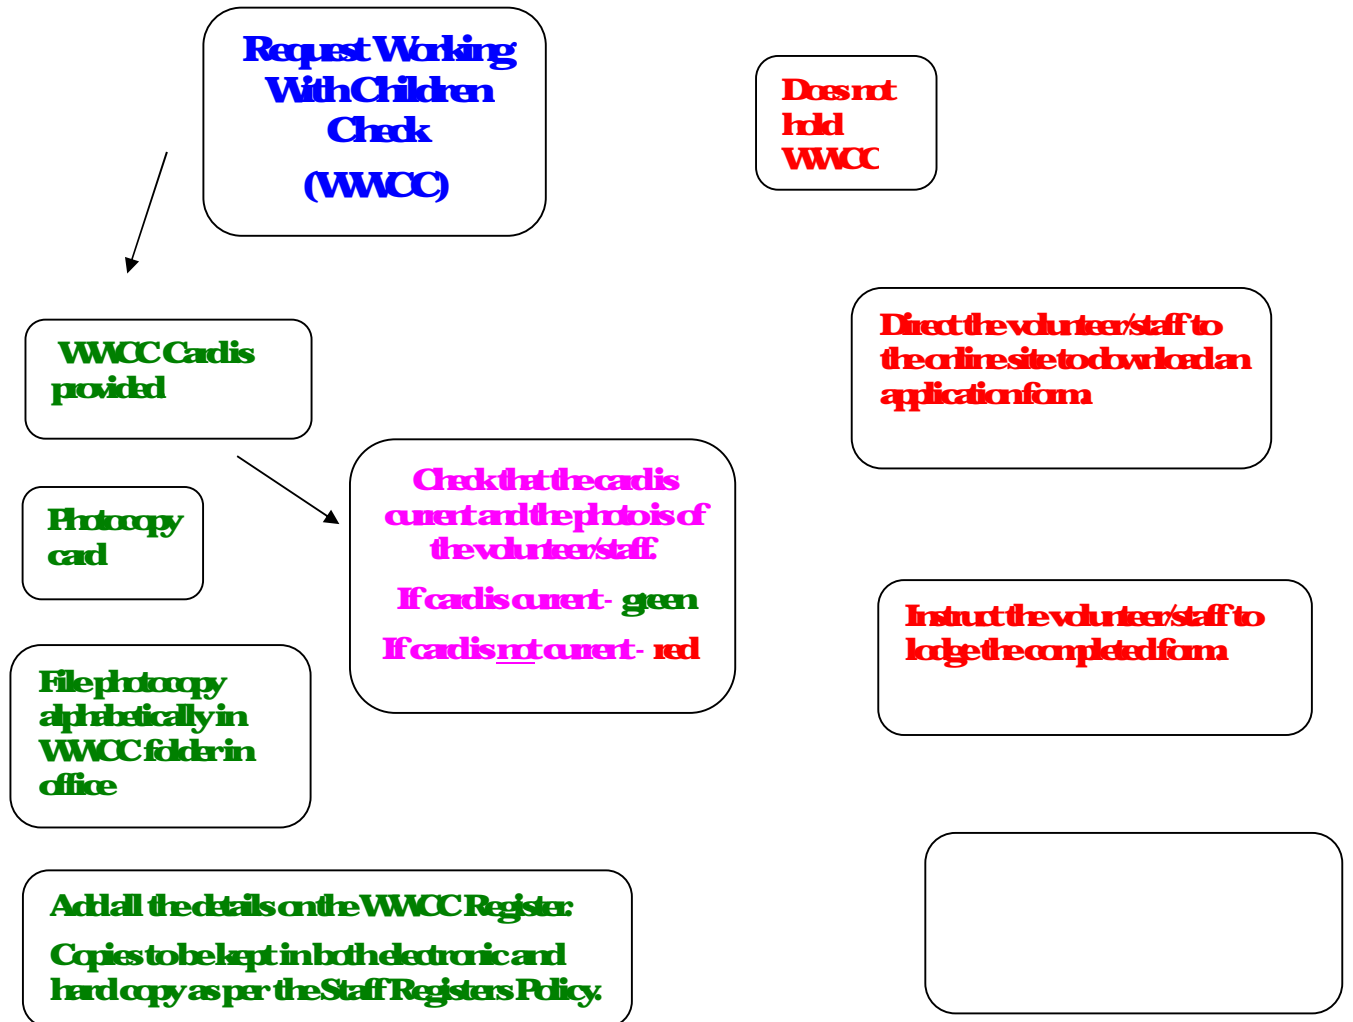 Request Working
With Children
Check
(WWCC)
Does not
hold
WWCC
WWCC Card is
provided
Direct the volunteer/staff to
the online site to download an
application form.
Photocopy
card
Check that the card is
current and the photo is of
the volunteer/staff.
If card is current - green
If card is not current - red
Instruct the volunteer/staff to
lodge the completed form.
File photocopy
alphabetically in
WWCC folder in
office
Add all the details on the WWCC Register.
Copies to be kept in both electronic and
hard copy as per the Staff Registers Policy.